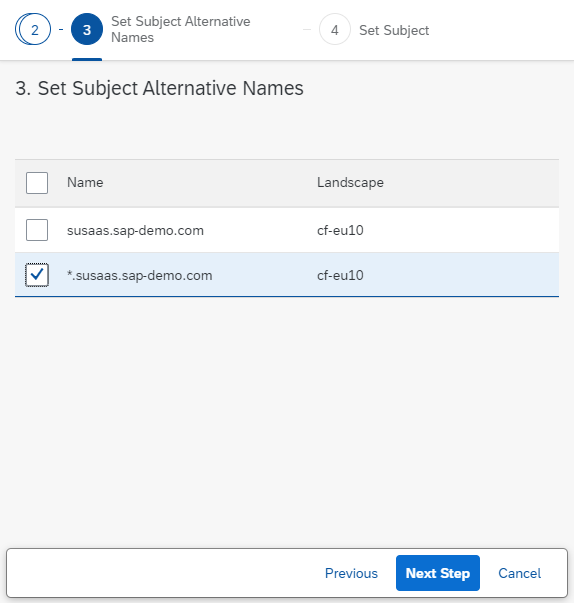 2 - 3 Set Subject Alternative Names – 4 Set Subject
3. Set Subject Alternative Names
Name Landscape
susaas.sap-demo.com cf-eu10
*.susaas.sap-demo.com cf-eu10
Previous Next Step Cancel